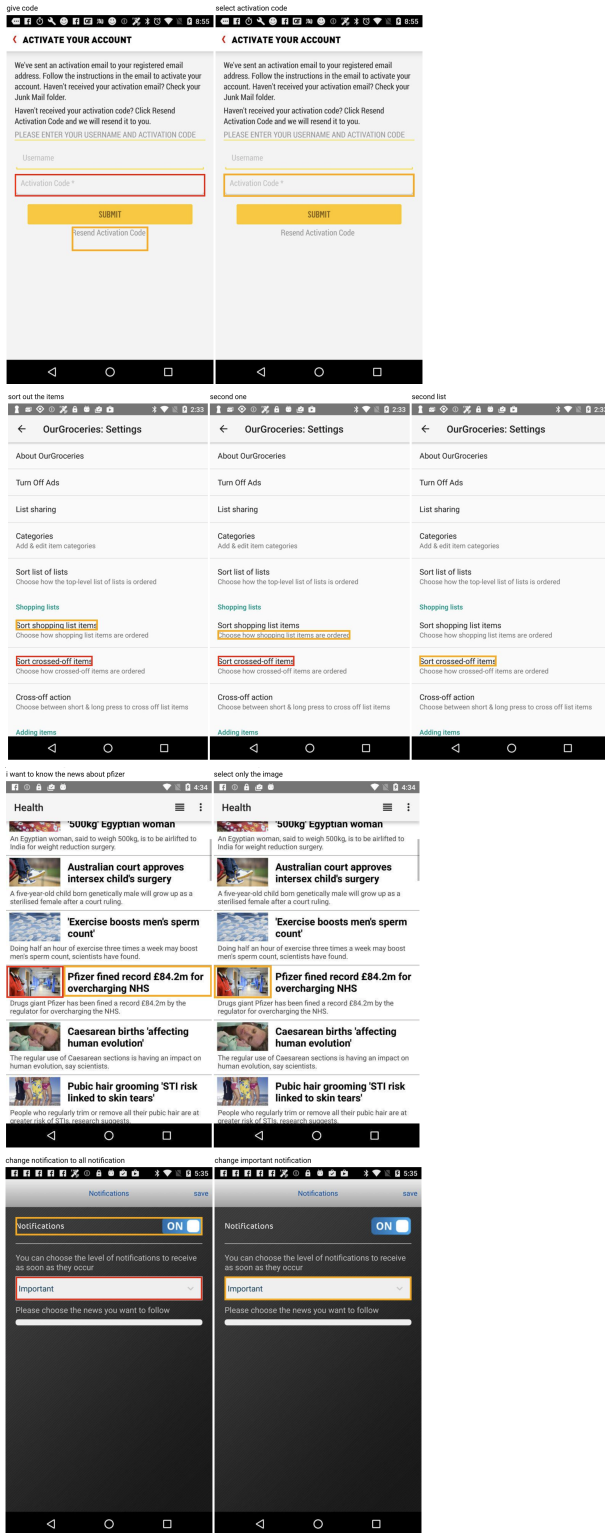 give code
select activation code
8:55
8:55
ACTIVATE YOUR ACCOUNT
ACTIVATE YOUR ACCOUNT
We've sent an activation email to your registered email
address. Follow the instructions in the email to activate your
account. Haven't received your activation email? Check your
Junk Mail folder.
Haven't received your activation code? Click Resend
Activation Code and we will resend it to you.
PLEASE ENTER YOUR USERNAME AND ACTIVATION CODE
Username
Activation Code *
SUBMIT
Resend Activation Code
We've sent an activation email to your registered email
address. Follow the instructions in the email to activate your
account. Haven't received your activation email? Check your
Junk Mail folder.
Haven't received your activation code? Click Resend
Activation Code and we will resend it to you.
PLEASE ENTER YOUR USERNAME AND ACTIVATION CODE
Username
Activation Code *
SUBMIT
Resend Activation Code
sort out the items
second one
second list
2:33
2:33
2:33
OurGroceries: Settings
About OurGroceries
Turn Off Ads
List sharing
Categories
Add & edit item categories
Sort list of lists
Choose how the top-level list of lists is ordered
Shopping lists
Sort shopping list items
Choose how shopping list items are ordered
Sort crossed-off items
Choose how crossed-off items are ordered
Cross-off action
Choose between short & long press to cross off list items
Adding items
OurGroceries: Settings
About OurGroceries
Turn Off Ads
List sharing
Categories
Add & edit item categories
Sort list of lists
Choose how the top-level list of lists is ordered
Shopping lists
Sort shopping list items
Choose how shopping list items are ordered
Sort crossed-off items
Choose how crossed-off items are ordered
Cross-off action
Choose between short & long press to cross off list items
Adding items
OurGroceries: Settings
About OurGroceries
Turn Off Ads
List sharing
Categories
Add & edit item categories
Sort list of lists
Choose how the top-level list of lists is ordered
Shopping lists
Sort shopping list items
Choose how shopping list items are ordered
Sort crossed-off items
Choose how crossed-off items are ordered
Cross-off action
Choose between short & long press to cross off list items
Adding items
i want to know the news about pfizer
select only the image
4:34
4:34
Health
'500kg' Egyptian woman
An Egyptian woman, said to weigh 500kg, is to be airlifted to
India for weight reduction surgery.
Australian court approves
intersex child's surgery
A five-year-old child born genetically male will grow up as a
sterilised female after a court ruling.
'Exercise boosts men's sperm
count'
Doing half an hour of exercise three times a week may boost
men's sperm count, scientists have found.
Pfizer fined record £84.2m for
overcharging NHS
Drugs giant Pfizer has been fined a record £84.2m by the
regulator for overcharging the NHS.
Caesarean births 'affecting
human evolution'
The regular use of Caesarean sections is having an impact on
human evolution, say scientists.
Pubic hair grooming 'STI risk
linked to skin tears'
People who regularly trim or remove all their pubic hair are at
greater risk of STIs, research suggests.
Health
'500kg' Egyptian woman
An Egyptian woman, said to weigh 500kg, is to be airlifted to
India for weight reduction surgery.
Australian court approves
intersex child's surgery
A five-year-old child born genetically male will grow up as a
sterilised female after a court ruling.
'Exercise boosts men's sperm
count'
Doing half an hour of exercise three times a week may boost
men's sperm count, scientists have found.
Pfizer fined record £84.2m for
overcharging NHS
Drugs giant Pfizer has been fined a record £84.2m by the
regulator for overcharging the NHS.
Caesarean births 'affecting
human evolution'
The regular use of Caesarean sections is having an impact on
human evolution, say scientists.
Pubic hair grooming 'STI risk
linked to skin tears'
People who regularly trim or remove all their pubic hair are at
greater risk of STIs, research suggests.
change notification to all notification
change important notification
5:35
5:35
Notifications
save
Notifications
ON
You can choose the level of notifications to receive
as soon as they occur
Important
Please choose the news you want to follow
Notifications
save
Notifications
ON
You can choose the level of notifications to receive
as soon as they occur
Important
Please choose the news you want to follow